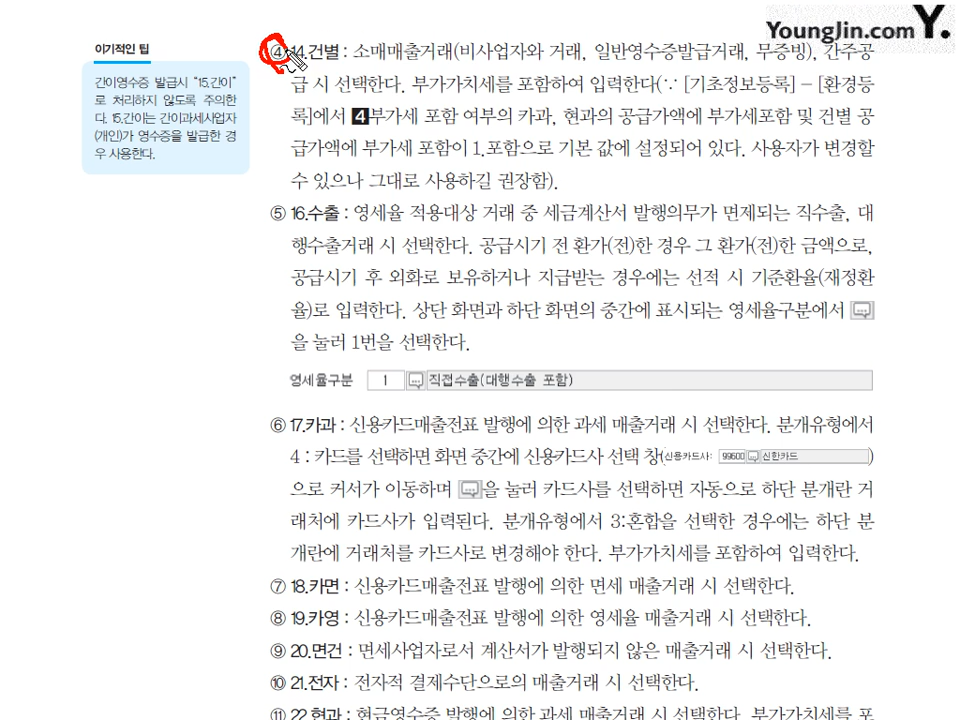 YoungJin.com Y.
이기적인 팁
간이영수증 발급시 "15.간이"
로 처리하지 않도록 주의한
다. 15.간이는 간이과세사업자
(개인)가 영수증을 발급한 경
우 사용한다.
④ 14.건별 : 소매매출거래(비사업자와 거래, 일반영수증발급거래, 무증빙), 간주공
급 시 선택한다. 부가가치세를 포함하여 입력한다(∵ [기초정보등록] – [환경등
록]에서 4부가세 포함 여부의 카과, 현과의 공급가액에 부가세포함 및 건별 공
급가액에 부가세 포함이 1.포함으로 기본 값에 설정되어 있다. 사용자가 변경할
수 있으나 그대로 사용하길 권장함).
⑤ 16.수출 : 영세율 적용대상 거래 중 세금계산서 발행의무가 면제되는 직수출, 대
행수출거래 시 선택한다. 공급시기 전 환가(전)한 경우 그 환가(전)한 금액으로,
공급시기 후 외화로 보유하거나 지급받는 경우에는 선적 시 기준환율(재정환
율)로 입력한다. 상단 화면과 하단 화면의 중간에 표시되는 영세율구분에서
을 눌러 1번을 선택한다.
영세율구분 1 직접수출(대행수출 포함)
⑥ 17.카과 : 신용카드매출전표 발행에 의한 과세 매출거래 시 선택한다. 분개유형에서
4 : 카드를 선택하면 화면 중간에 신용카드사 선택 창(신용카드사: 99600 신한카드)
으로 커서가 이동하며 을 눌러 카드사를 선택하면 자동으로 하단 분개란 거
래처에 카드사가 입력된다. 분개유형에서 3:혼합을 선택한 경우에는 하단 분
개란에 거래처를 카드사로 변경해야 한다. 부가가치세를 포함하여 입력한다.
⑦ 18.카면 : 신용카드매출전표 발행에 의한 면세 매출거래 시 선택한다.
⑧ 19.카영 : 신용카드매출전표 발행에 의한 영세율 매출거래 시 선택한다.
⑨ 20.면건 : 면세사업자로서 계산서가 발행되지 않은 매출거래 시 선택한다.
⑩ 21.전자 : 전자적 결제수단으로의 매출거래 시 선택한다.
⑪ 22.현과 : 현금영수증 발행에 의한 과세 매출거래 시 선택한다. 부가가치세를 포